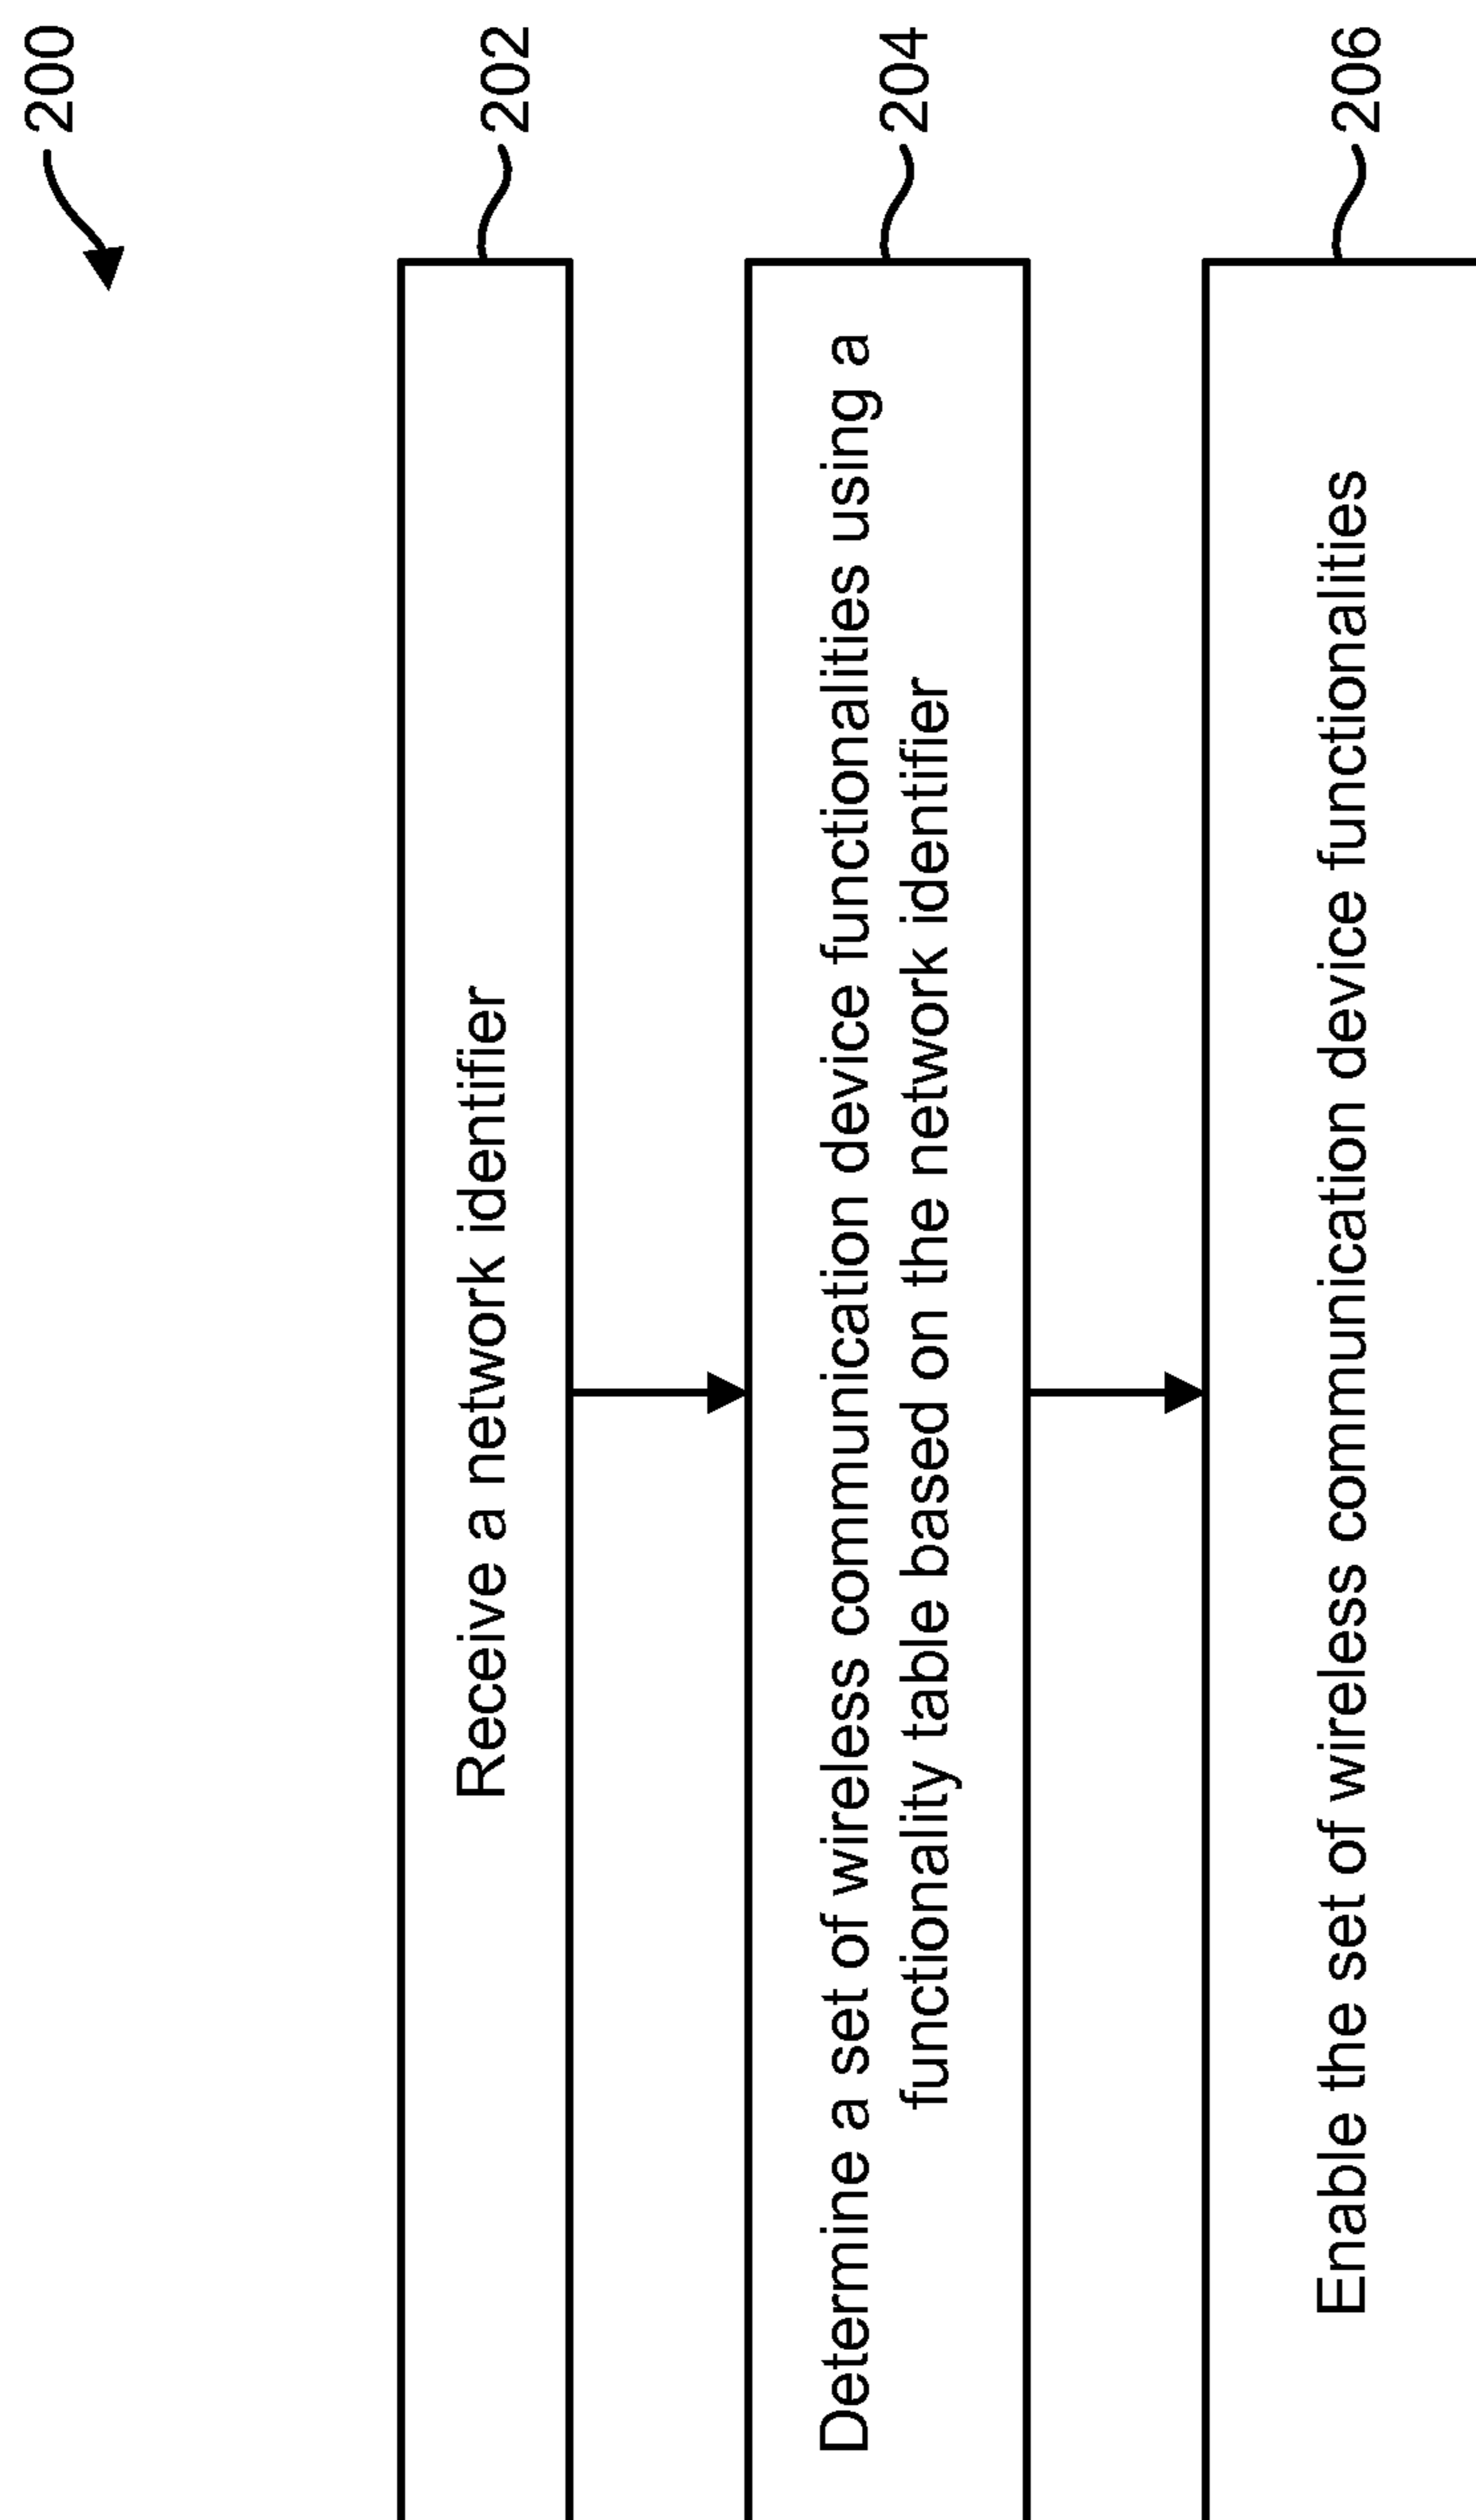 200
202
Receive a network identifier
204
Determine a set of wireless communication device functionalities using a
functionality table based on the network identifier
206
Enable the set of wireless communication device functionalities